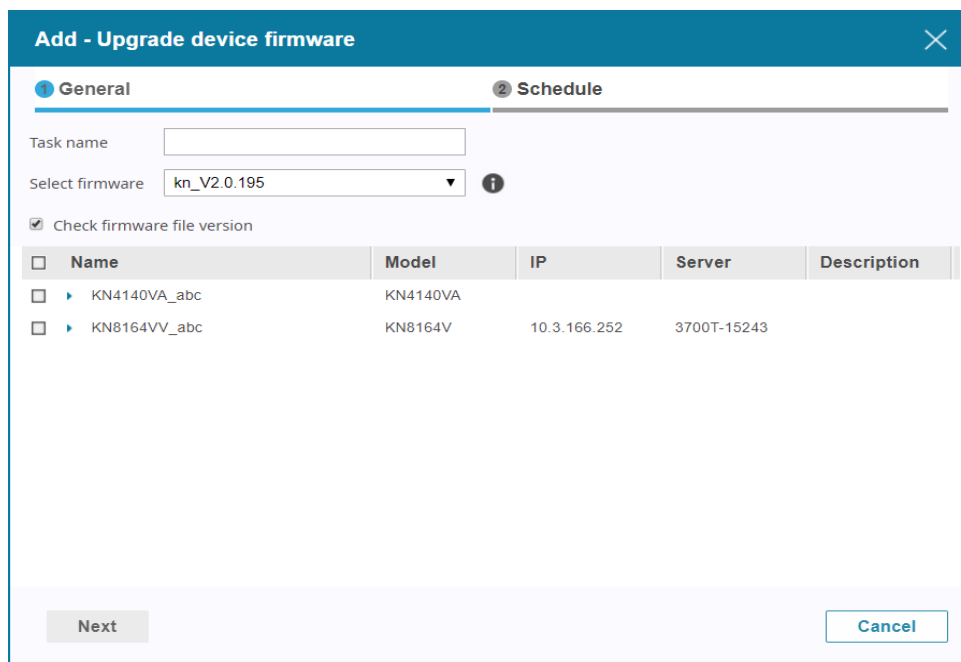 Add - Upgrade device firmware
1 General 2 Schedule
Task name
Select firmware kn_V2.0.195
Check firmware file version
Name Model IP Server Description
KN4140VA_abc KN4140VA
KN8164VV_abc KN8164V 10.3.166.252 3700T-15243
Next Cancel